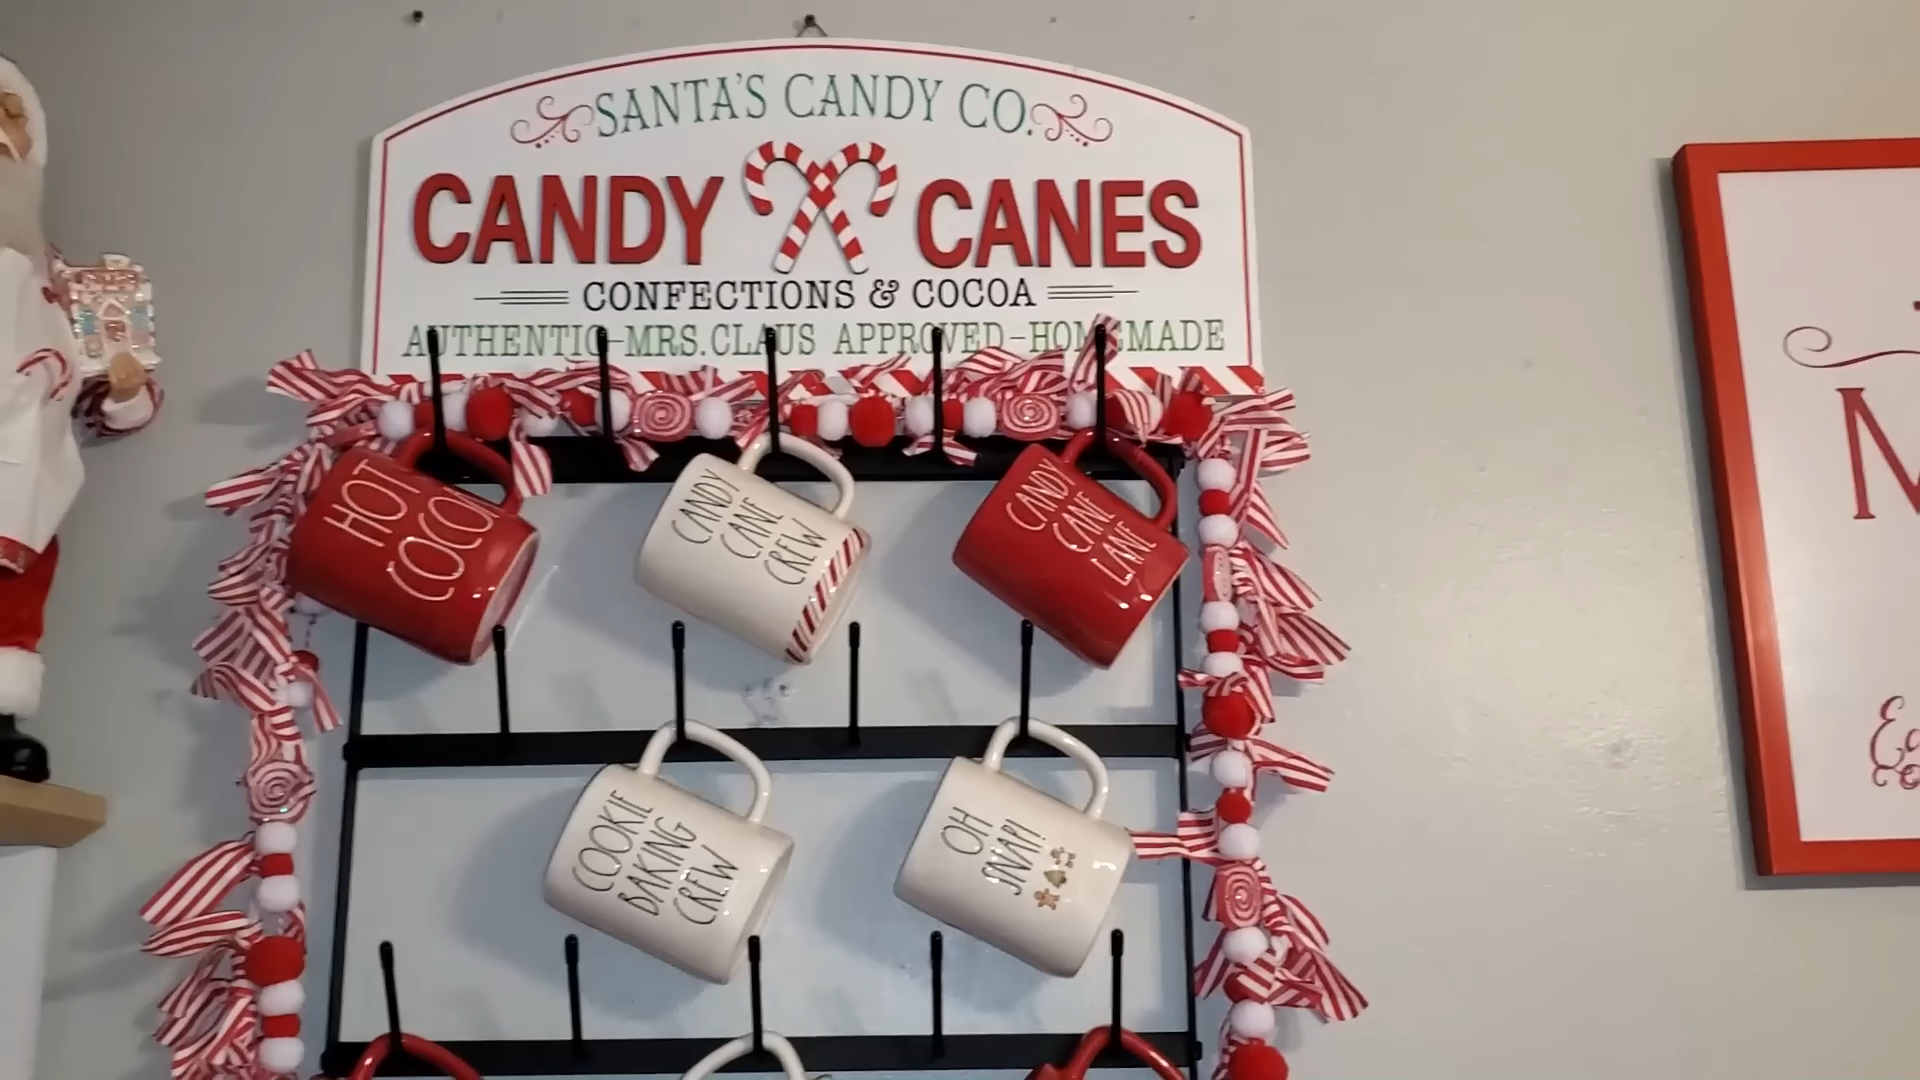 SANTA'S CANDY CO.
CANDY CANES
CONFECTIONS & COCOA
AUTHENTIC-MRS.CLAUS APPROVED-HOMEMADE
HOT
COCOA
CANDY
CANE
CREW
CANDY
CANE
LANE
COOKIE
BAKING
CREW
OH
SNAP!